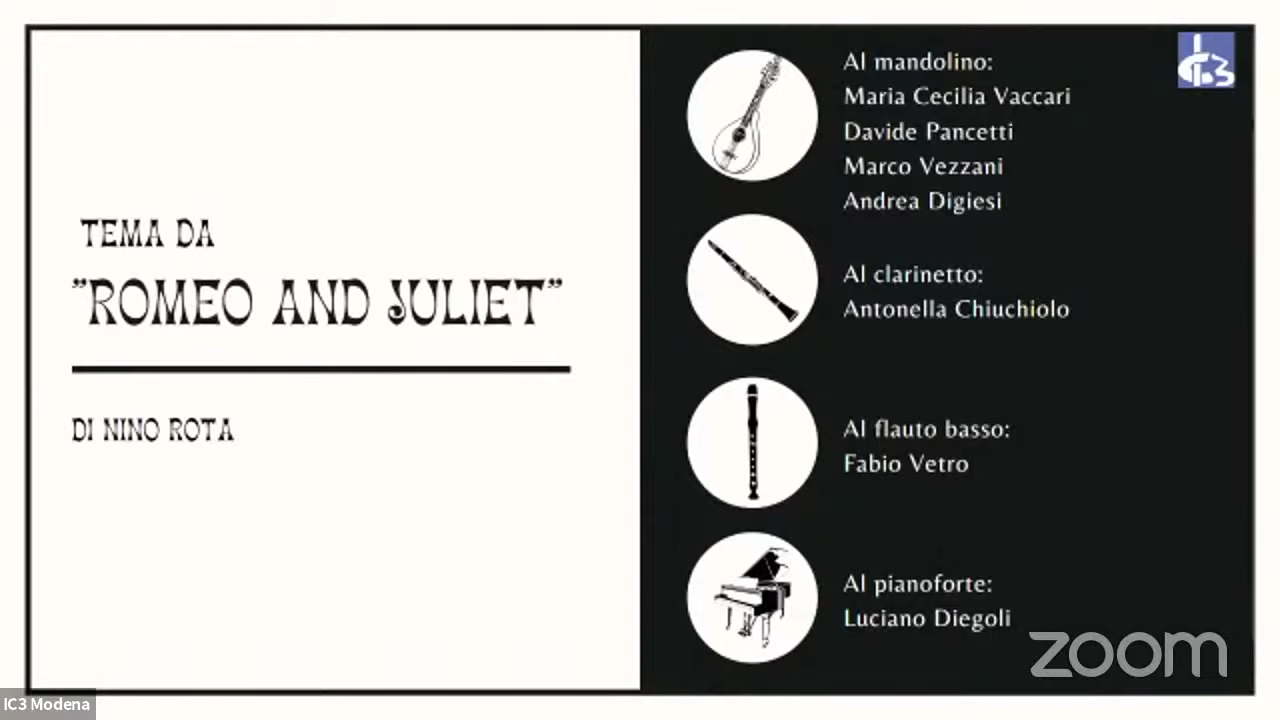 TEMA DA
"ROMEO AND JULIET"
DI NINO ROTA
Al mandolino:
Maria Cecilia Vaccari
Davide Pancetti
Marco Vezzani
Andrea Digiesi
Al clarinetto:
Antonella Chiuchiolo
Al flauto basso:
Fabio Vetro
Al pianoforte:
Luciano Diegoli
IC3
zoom
IC3 Modena